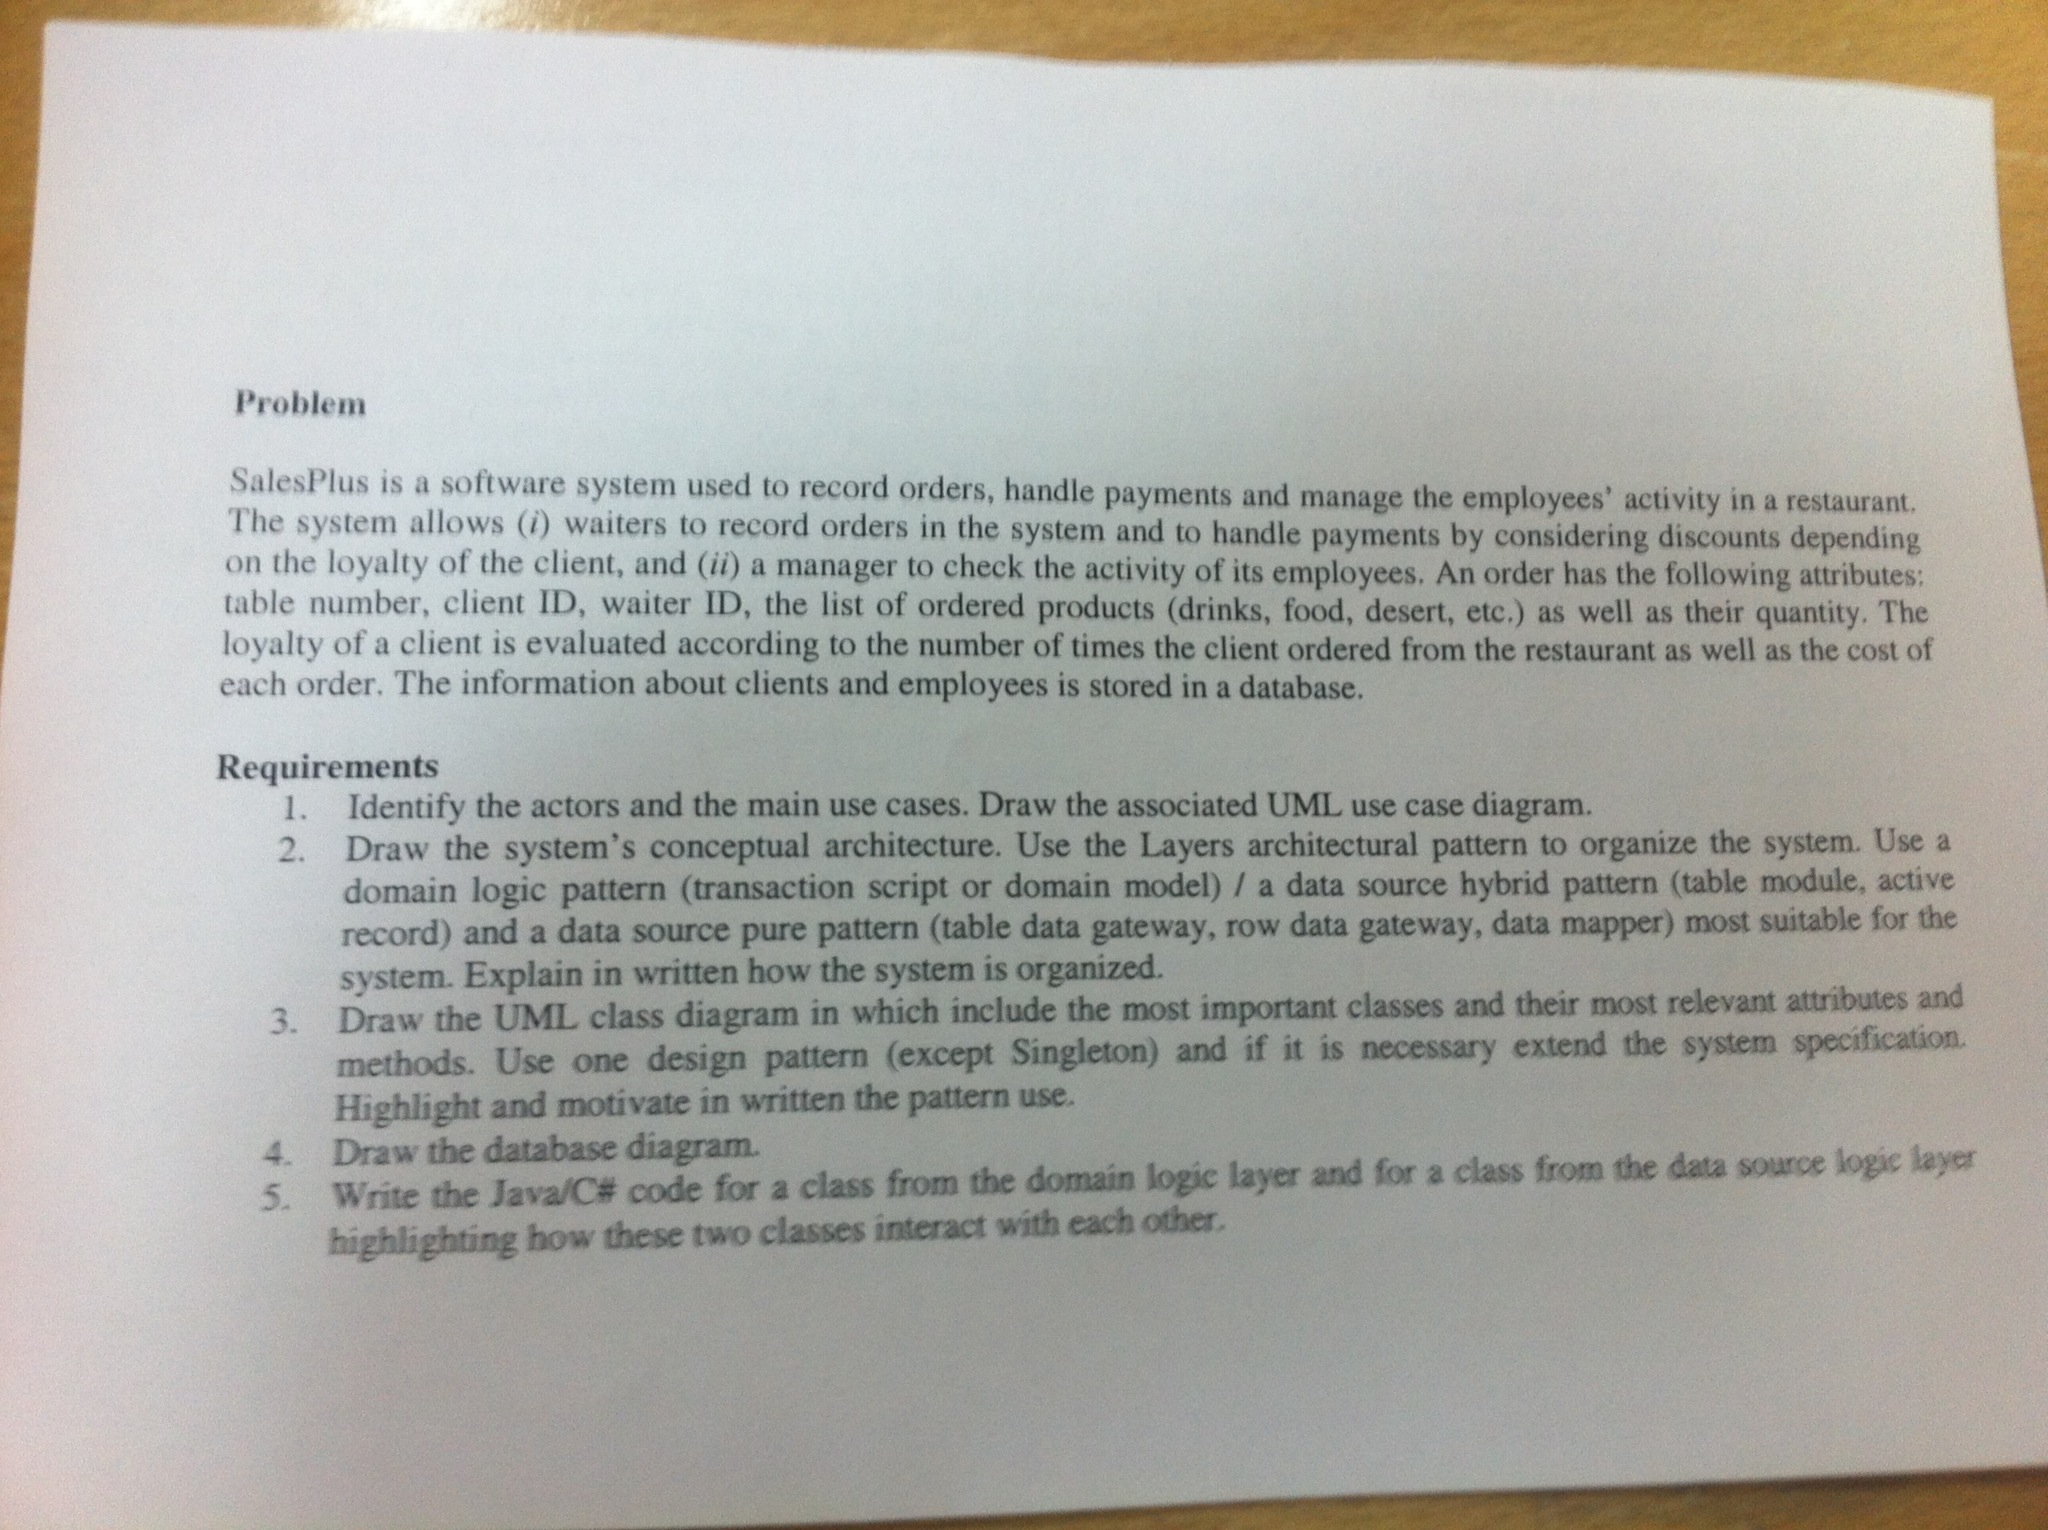 Problem
SalesPlus is a software system used to record orders, handle payments and manage the employees' activity in a restaurant.
The system allows (i) waiters to record orders in the system and to handle payments by considering discounts depending
on the loyalty of the client, and (ii) a manager to check the activity of its employees. An order has the following attributes:
table number, client ID, waiter ID, the list of ordered products (drinks, food, desert, etc.) as well as their quantity. The
loyalty of a client is evaluated according to the number of times the client ordered from the restaurant as well as the cost of
each order. The information about clients and employees is stored in a database.
Requirements
1. Identify the actors and the main use cases. Draw the associated UML use case diagram.
2. Draw the system's conceptual architecture. Use the Layers architectural pattern to organize the system. Use a
domain logic pattern (transaction script or domain model) / a data source hybrid pattern (table module, active
record) and a data source pure pattern (table data gateway, row data gateway, data mapper) most suitable for the
system. Explain in written how the system is organized.
3. Draw the UML class diagram in which include the most important classes and their most relevant attributes and
methods. Use one design pattern (except Singleton) and if it is necessary extend the system specification.
Highlight and motivate in written the pattern use.
4. Draw the database diagram.
5. Write the Java/C# code for a class from the domain logic layer and for a class from the data source logic layer
highlighting how these two classes interact with each other.